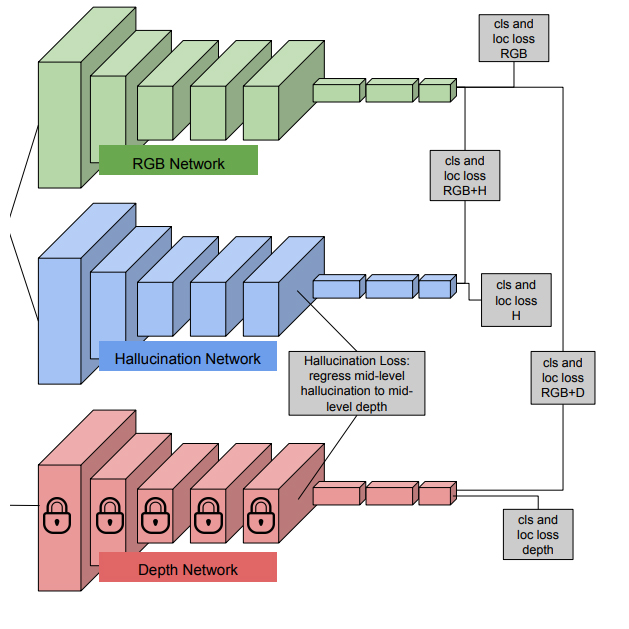 cls and
loc loss
RGB
RGB Network
cls and
loc loss
RGB+H
cls and
loc loss
H
Hallucination Network
Hallucination Loss:
regress mid-level
hallucination to mid-
level depth
cls and
loc loss
RGB+D
cls and
loc loss
depth
Depth Network